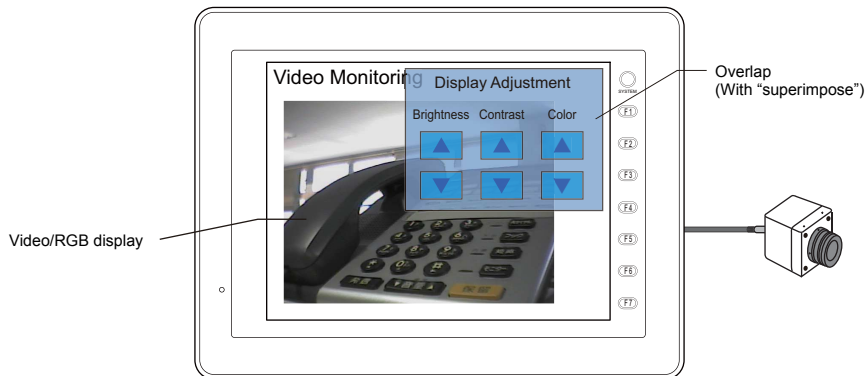 Video Monitoring
Display Adjustment
Brightness Contrast Color
SYSTEM
F1
F2
F3
F4
F5
F6
F7
Overlap
(With “superimpose”)
Video/RGB display